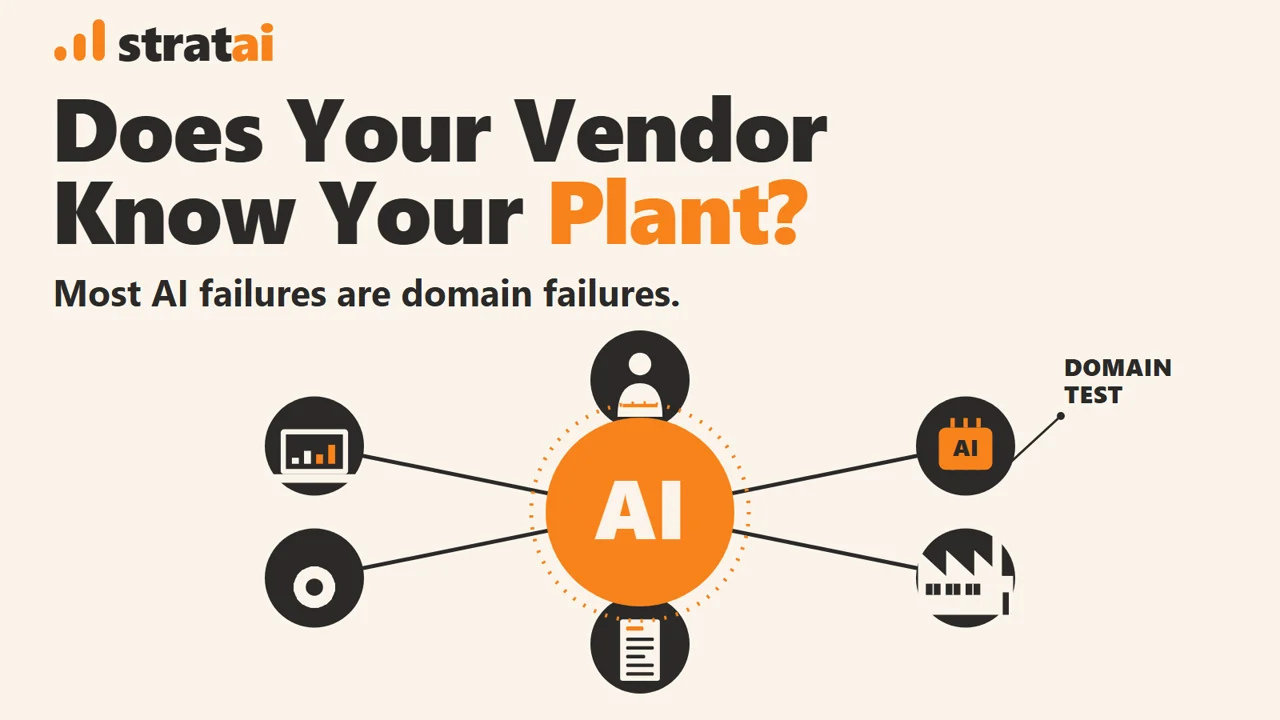 stratai
Does Your Vendor
Know Your Plant?
Most AI failures are domain failures.
DOMAIN
TEST
AI
AI